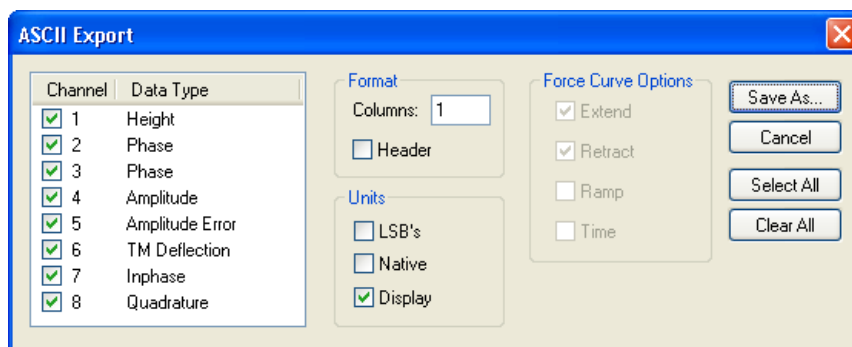 ASCII Export
Channel Data Type
1 Height
2 Phase
3 Phase
4 Amplitude
5 Amplitude Error
6 TM Deflection
7 Inphase
8 Quadrature
Format
Columns: 1
Header
Units
LSB's
Native
Display
Force Curve Options
Extend
Retract
Ramp
Time
Save As...
Cancel
Select All
Clear All